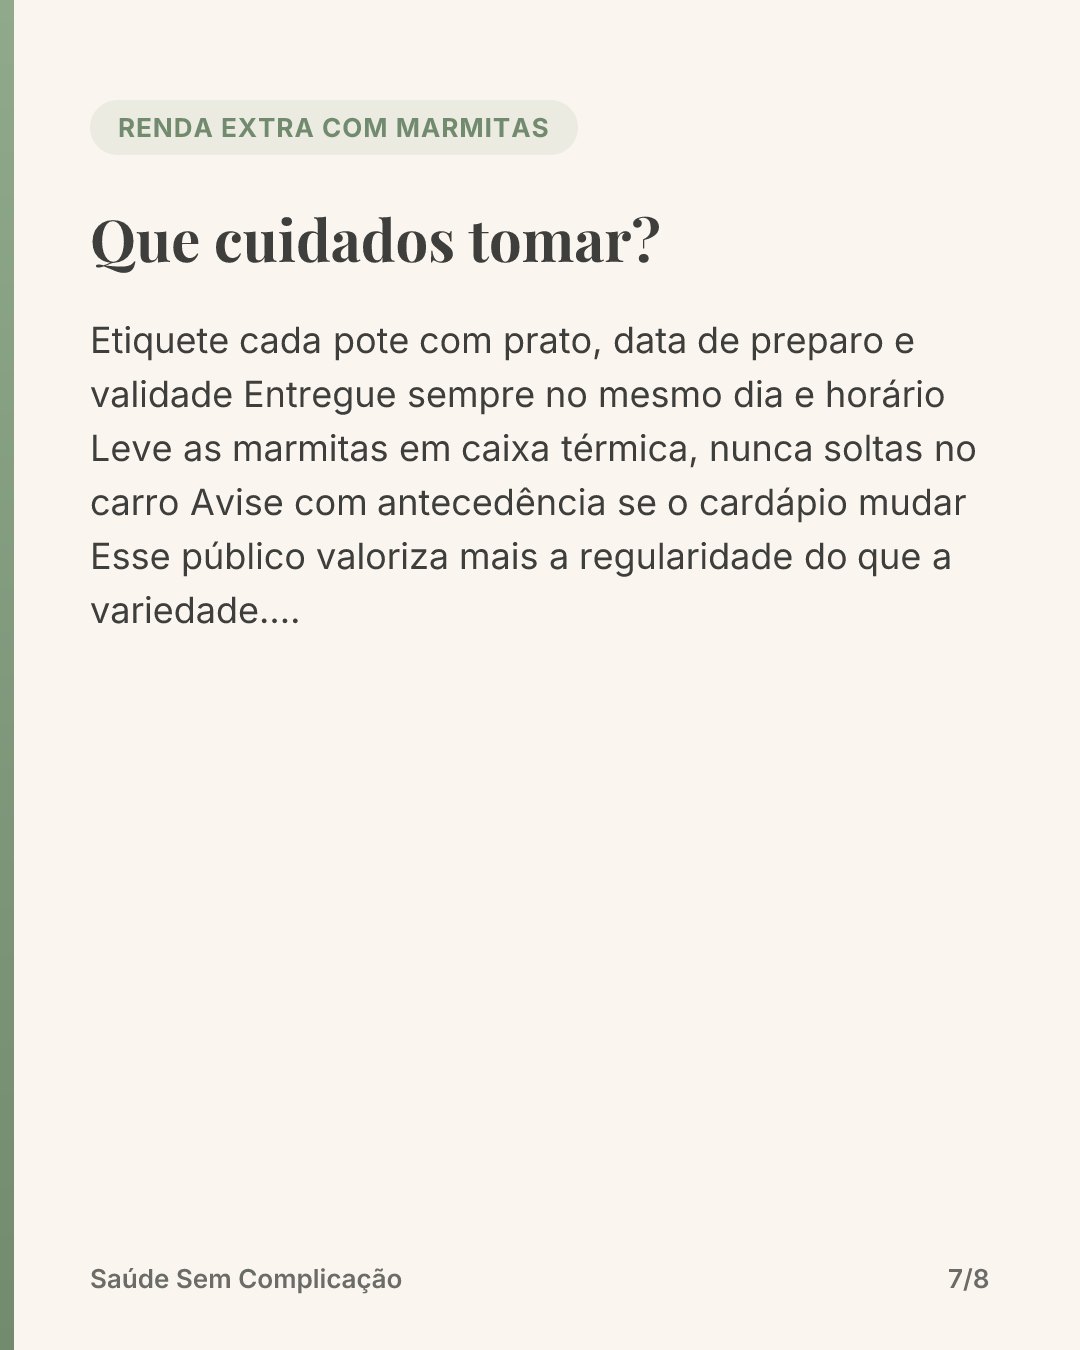 RENDA EXTRA COM MARMITAS
Que cuidados tomar?
Etiquete cada pote com prato, data de preparo e
validade Entregue sempre no mesmo dia e horário
Leve as marmitas em caixa térmica, nunca soltas no
carro Avise com antecedência se o cardápio mudar
Esse público valoriza mais a regularidade do que a
variedade....
Saúde Sem Complicação
7/8